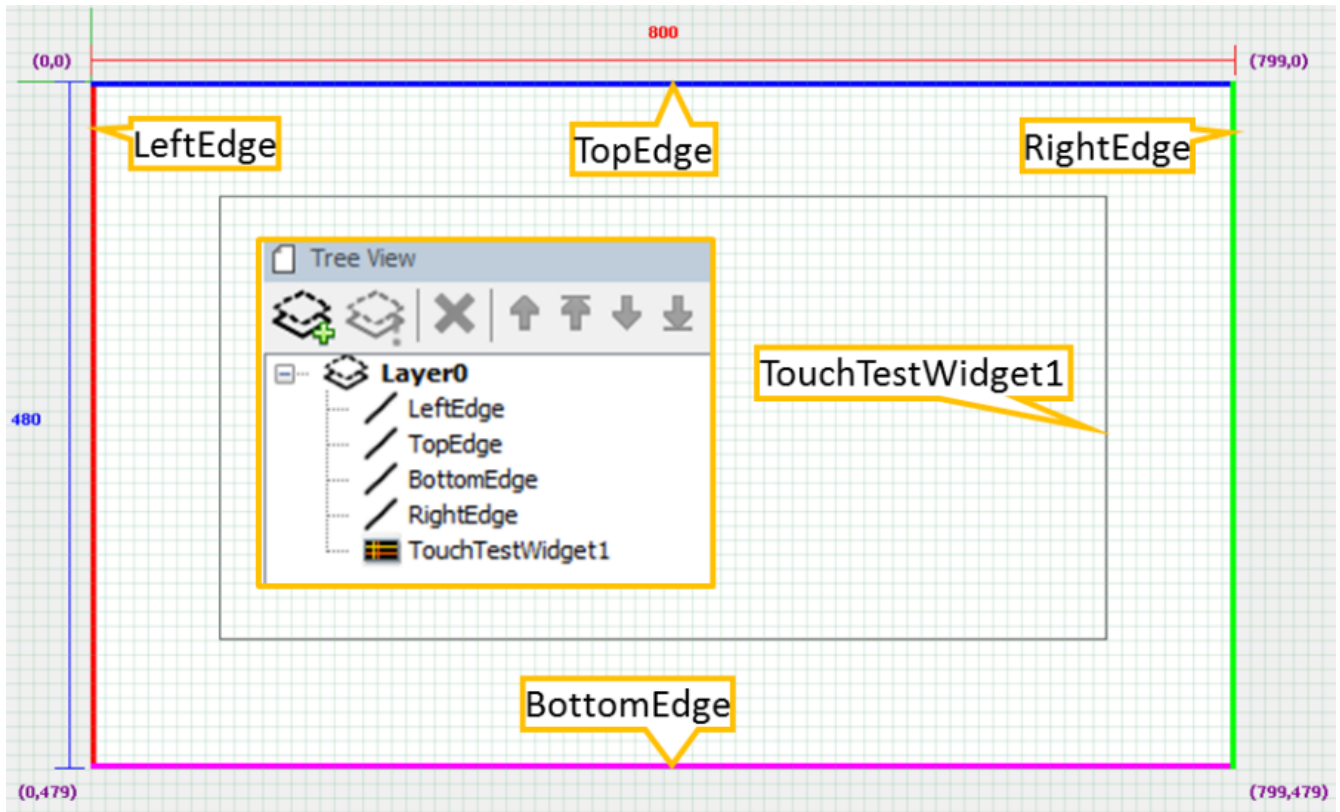 800
(0,0)
(799,0)
LeftEdge
TopEdge
RightEdge
Tree View
Layer0
LeftEdge
TopEdge
BottomEdge
RightEdge
TouchTestWidget1
TouchTestWidget1
480
BottomEdge
(0,479)
(799,479)